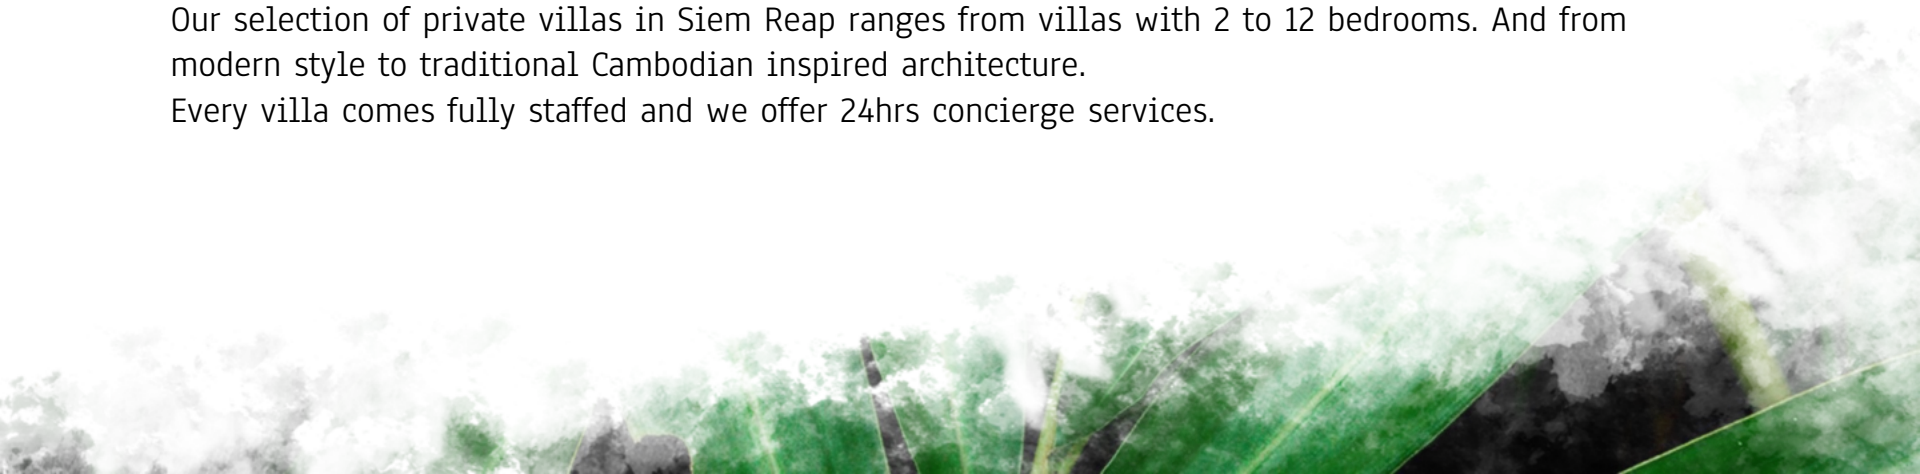 Our selection of private villas in Siem Reap ranges from villas with 2 to 12 bedrooms. And from
modern style to traditional Cambodian inspired architecture.
Every villa comes fully staffed and we offer 24hrs concierge services.